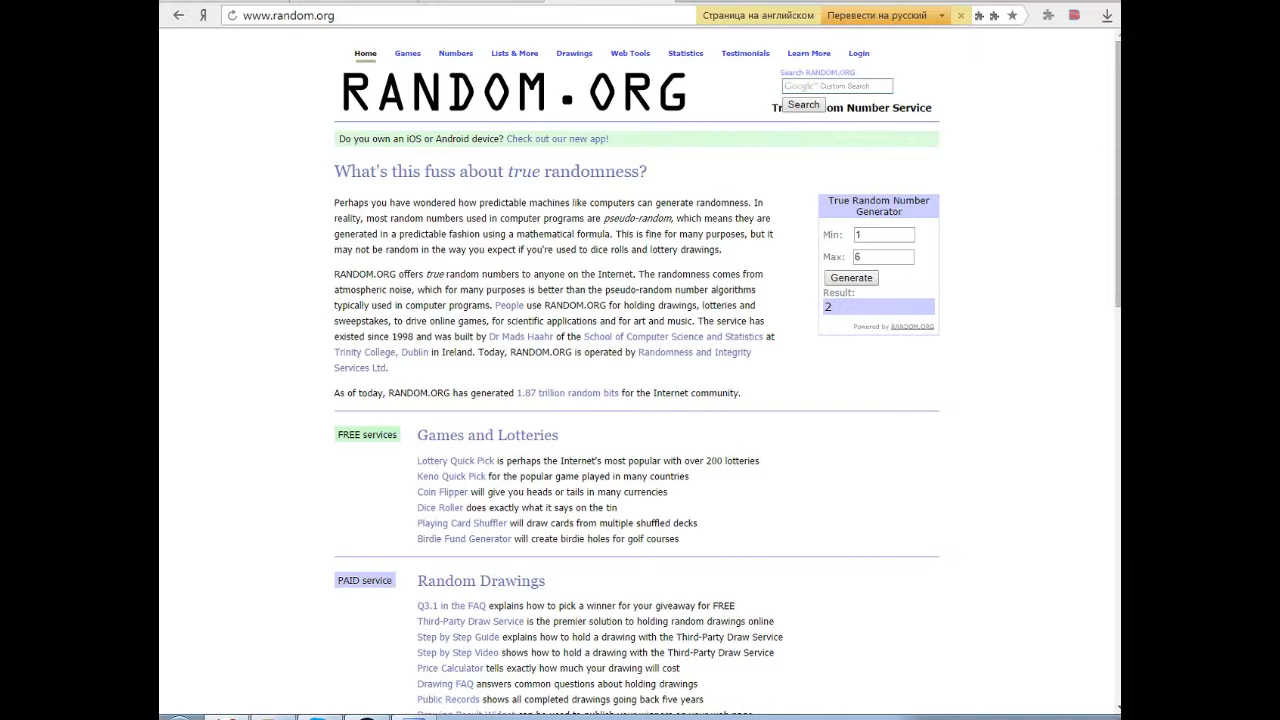 www.random.org
Страница на английском
Перевести на русский
Home Games Numbers Lists & More Drawings Web Tools Statistics Testimonials Learn More Login
RANDOM.ORG
Search RANDOM.ORG
Google Custom Search
Search
Number Service
Do you own an iOS or Android device? Check out our new app!
What's this fuss about true randomness?
Perhaps you have wondered how predictable machines like computers can generate randomness. In
reality, most random numbers used in computer programs are pseudo-random, which means they are
generated in a predictable fashion using a mathematical formula. This is fine for many purposes, but it
may not be random in the way you expect if you're used to dice rolls and lottery drawings.
RANDOM.ORG offers true random numbers to anyone on the Internet. The randomness comes from
atmospheric noise, which for many purposes is better than the pseudo-random number algorithms
typically used in computer programs. People use RANDOM.ORG for holding drawings, lotteries and
sweepstakes, to drive online games, for scientific applications and for art and music. The service has
existed since 1998 and was built by Dr Mads Haahr of the School of Computer Science and Statistics at
Trinity College, Dublin in Ireland. Today, RANDOM.ORG is operated by Randomness and Integrity
Services Ltd.
As of today, RANDOM.ORG has generated 1.87 trillion random bits for the Internet community.
True Random Number
Generator
Min: 1
Max: 6
Generate
Result:
2
Powered by RANDOM.ORG
FREE services
Games and Lotteries
Lottery Quick Pick is perhaps the Internet's most popular with over 200 lotteries
Keno Quick Pick for the popular game played in many countries
Coin Flipper will give you heads or tails in many currencies
Dice Roller does exactly what it says on the tin
Playing Card Shuffler will draw cards from multiple shuffled decks
Birdie Fund Generator will create birdie holes for golf courses
PAID service
Random Drawings
Q3.1 in the FAQ explains how to pick a winner for your giveaway for FREE
Third-Party Draw Service is the premier solution to holding random drawings online
Step by Step Guide explains how to hold a drawing with the Third-Party Draw Service
Step by Step Video shows how to hold a drawing with the Third-Party Draw Service
Price Calculator tells exactly how much your drawing will cost
Drawing FAQ answers common questions about holding drawings
Public Records shows all completed drawings going back five years